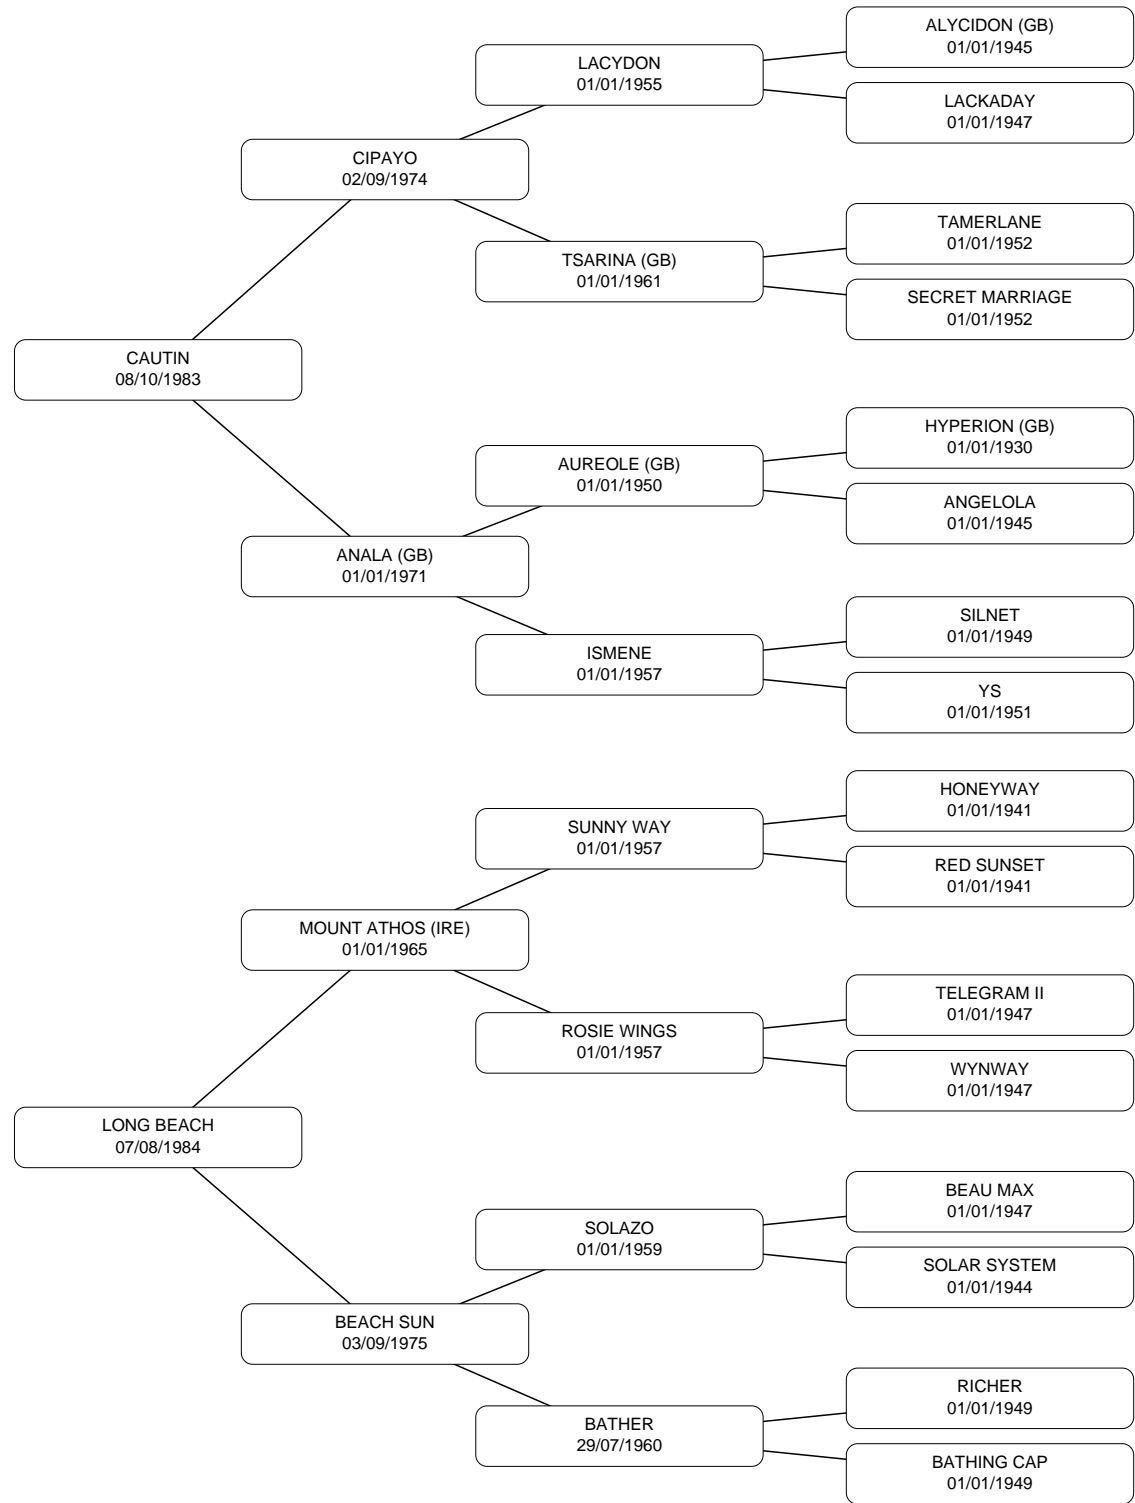 ALYCIDON (GB)
01/01/1945
LACYDON
01/01/1955
LACKADAY
01/01/1947
CIPAYO
02/09/1974
TAMERLANE
01/01/1952
TSARINA (GB)
01/01/1961
SECRET MARRIAGE
01/01/1952
CAUTIN
08/10/1983
HYPERION (GB)
01/01/1930
AUREOLE (GB)
01/01/1950
ANGELOLA
01/01/1945
ANALA (GB)
01/01/1971
SILNET
01/01/1949
ISMENE
01/01/1957
YS
01/01/1951
HONEYWAY
01/01/1941
SUNNY WAY
01/01/1957
RED SUNSET
01/01/1941
MOUNT ATHOS (IRE)
01/01/1965
TELEGRAM II
01/01/1947
ROSIE WINGS
01/01/1957
WYNWAY
01/01/1947
LONG BEACH
07/08/1984
BEAU MAX
01/01/1947
SOLAZO
01/01/1959
SOLAR SYSTEM
01/01/1944
BEACH SUN
03/09/1975
RICHER
01/01/1949
BATHER
29/07/1960
BATHING CAP
01/01/1949